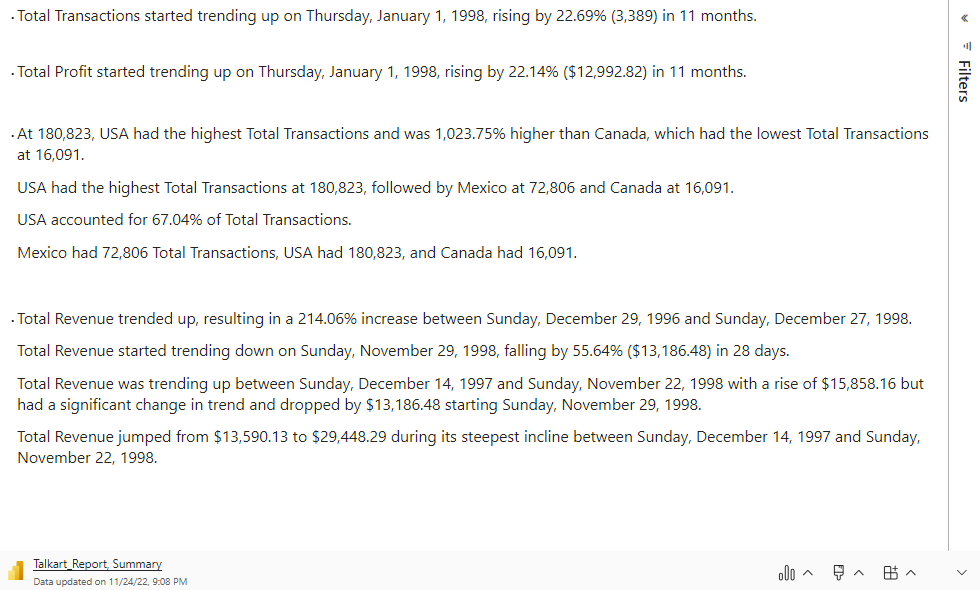 · Total Transactions started trending up on Thursday, January 1, 1998, rising by 22.69% (3,389) in 11 months.
· Total Profit started trending up on Thursday, January 1, 1998, rising by 22.14% ($12,992.82) in 11 months.
· At 180,823, USA had the highest Total Transactions and was 1,023.75% higher than Canada, which had the lowest Total Transactions
at 16,091.
USA had the highest Total Transactions at 180,823, followed by Mexico at 72,806 and Canada at 16,091.
USA accounted for 67.04% of Total Transactions.
Mexico had 72,806 Total Transactions, USA had 180,823, and Canada had 16,091.
· Total Revenue trended up, resulting in a 214.06% increase between Sunday, December 29, 1996 and Sunday, December 27, 1998.
Total Revenue started trending down on Sunday, November 29, 1998, falling by 55.64% ($13,186.48) in 28 days.
Total Revenue was trending up between Sunday, December 14, 1997 and Sunday, November 22, 1998 with a rise of $15,858.16 but
had a significant change in trend and dropped by $13,186.48 starting Sunday, November 29, 1998.
Total Revenue jumped from $13,590.13 to $29,448.29 during its steepest incline between Sunday, December 14, 1997 and Sunday,
November 22, 1998.
Filters
Talkart_Report, Summary
Data updated on 11/24/22, 9:08 PM